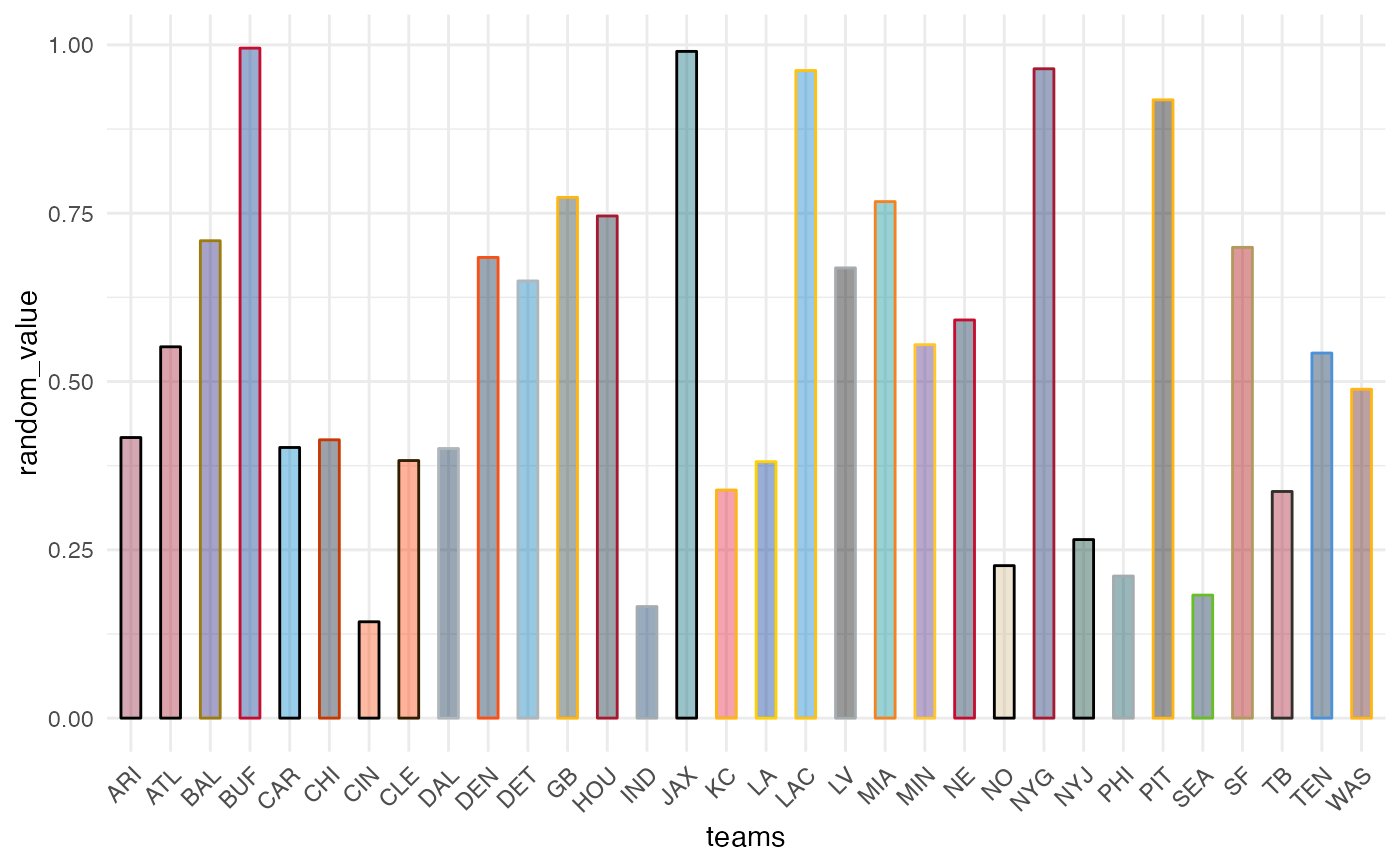 1.00
0.75
0.50
0.25
0.00
random_value
ARI ATL BAL BUF CAR CHI CIN CLE DAL DEN DET GB HOU IND JAX KC LA LAC LV MIA MIN NE NO NYG NYJ PHI PIT SEA SF TB TEN WAS
teams